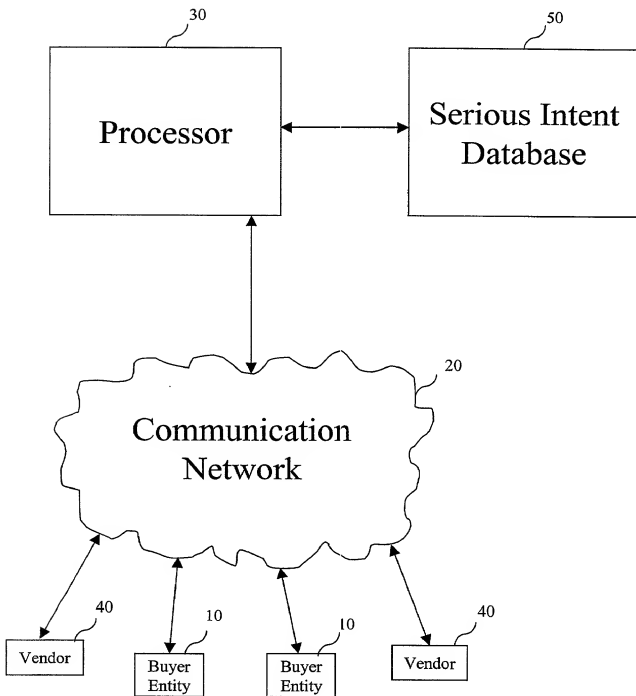 30
50
Processor
Serious Intent
Database
20
Communication
Network
40
10
10
40
Vendor
Buyer
Entity
Buyer
Entity
Vendor